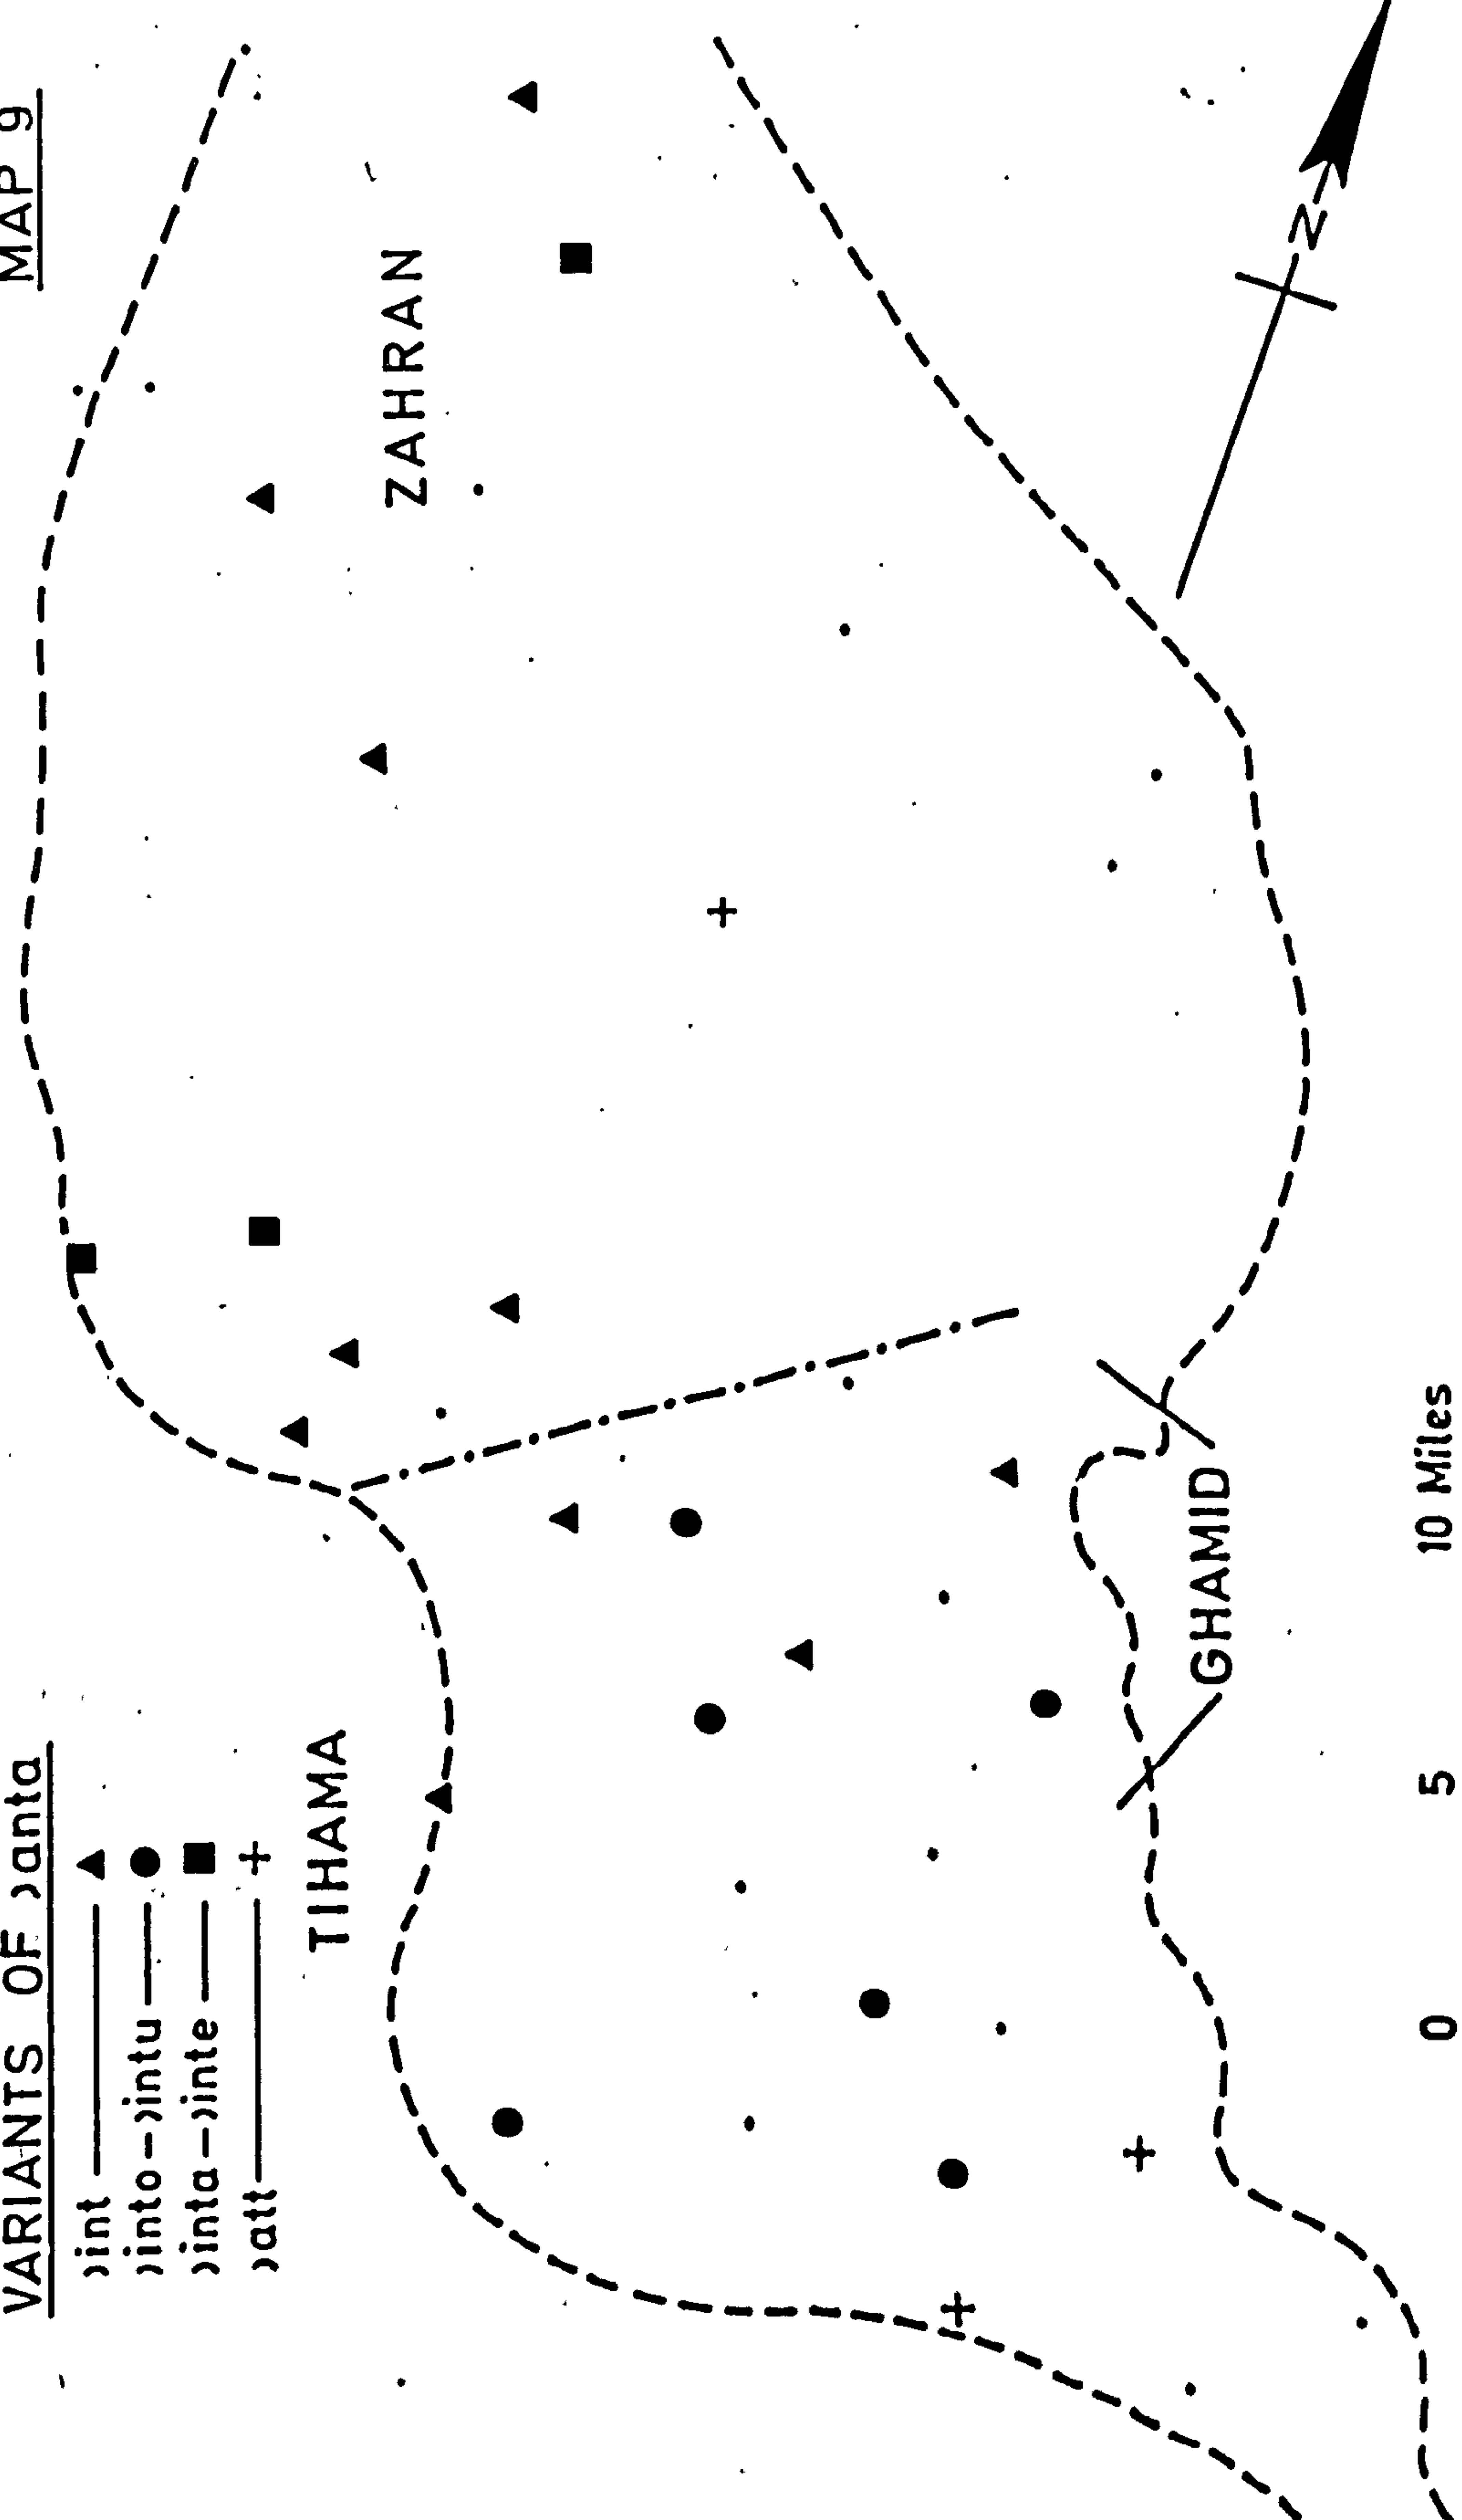 VARIANTS OF ʾanta
MAP 9
ʾint
ʾinto–ʾintu
ʾinta–ʾinte
ʾatt
TIHAMA
ZAHRAN
GHAMID
N
0 5 10 Miles